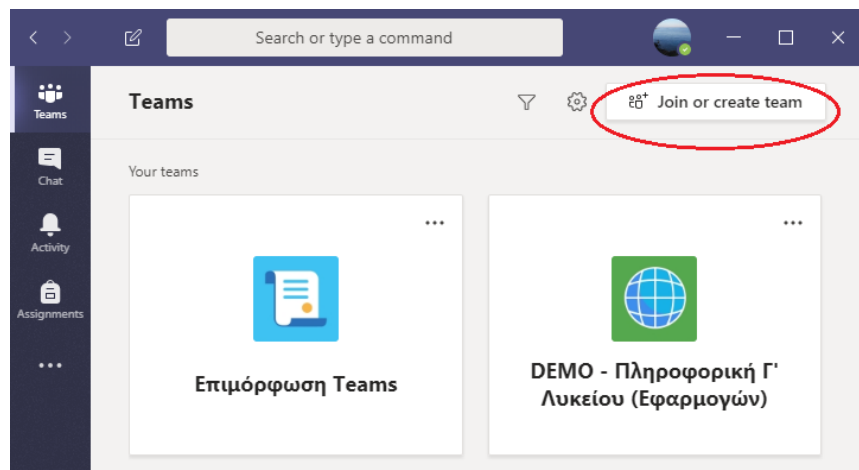 Search or type a command
Teams
Teams
Join or create team
Chat
Your teams
Activity
Assignments
Επιμόρφωση Teams
DEMO - Πληροφορική Γ'
Λυκείου (Εφαρμογών)